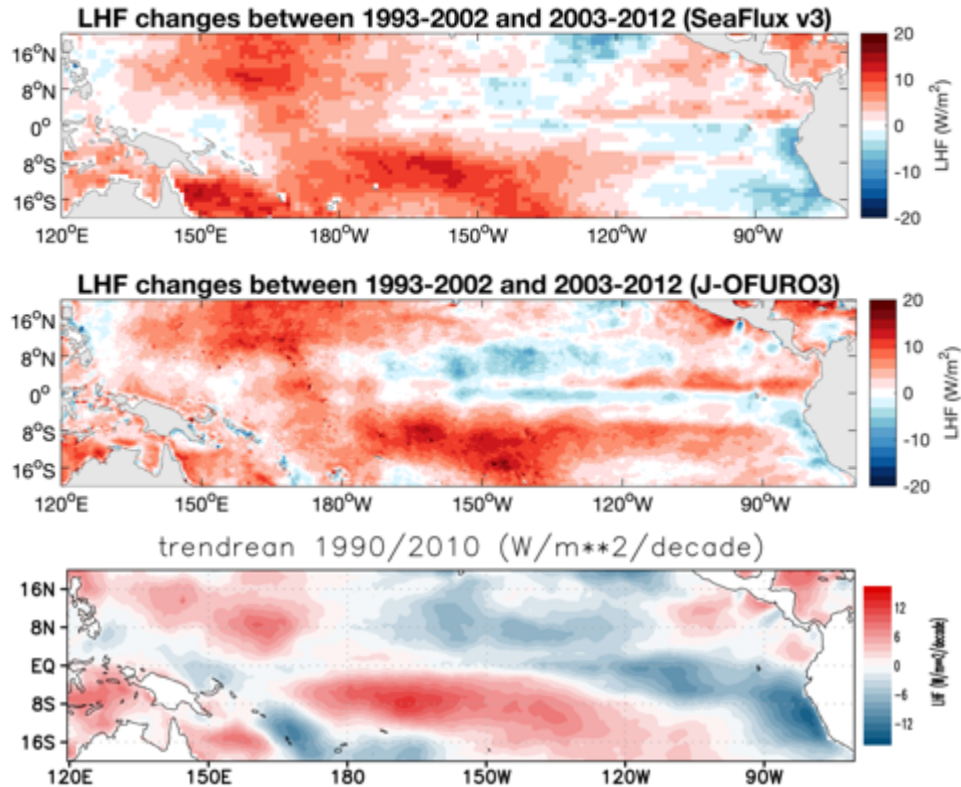 LHF changes between 1993-2002 and 2003-2012 (SeaFlux v3)
16°N
8°N
0°
8°S
16°S
120°E 150°E 180°W 150°W 120°W 90°W
20
10
0
-10
-20
LHF (W/m²)
LHF changes between 1993-2002 and 2003-2012 (J-OFURO3)
16°N
8°N
0°
8°S
16°S
120°E 150°E 180°W 150°W 120°W 90°W
20
10
0
-10
-20
LHF (W/m²)
trendrean 1990/2010 (W/m**2/decade)
16N
8N
EQ
8S
16S
120E 150E 180 150W 120W 90W
12
6
0
-6
-12
LHF (W/m**2/decade)